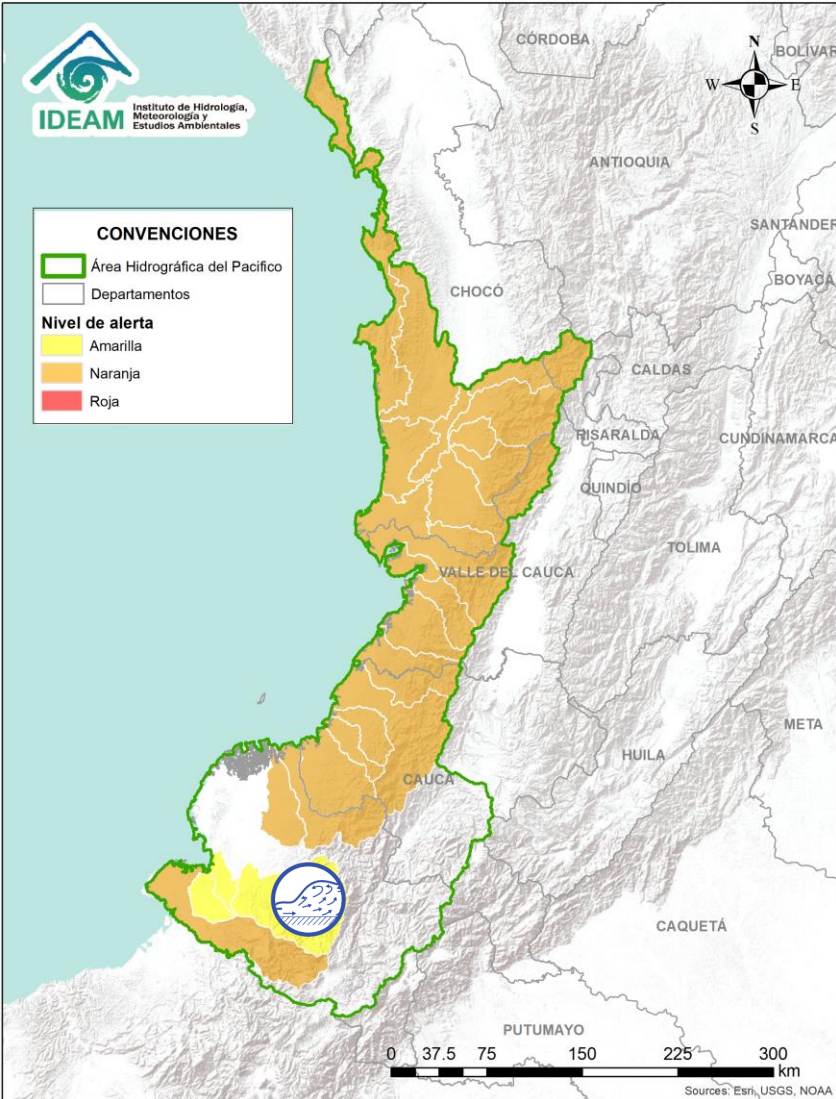 IDEAM
Instituto de Hidrología,
Meteorología y
Estudios Ambientales
CÓRDOBA
BOLÍVAR
N
W
E
S
ANTIOQUIA
SANTANDER
BOYACÁ
CONVENCIONES
Área Hidrográfica del Pacifico
Departamentos
Nivel de alerta
Amarilla
Naranja
Roja
CHOCÓ
CALDAS
RISARALDA
CUNDINAMARCA
QUINDÍO
TOLIMA
VALLE DEL CAUCA
META
HUILA
CAUCA
CAQUETÁ
PUTUMAYO
0 37.5 75 150 225 300
km
Sources: Esri, USGS, NOAA